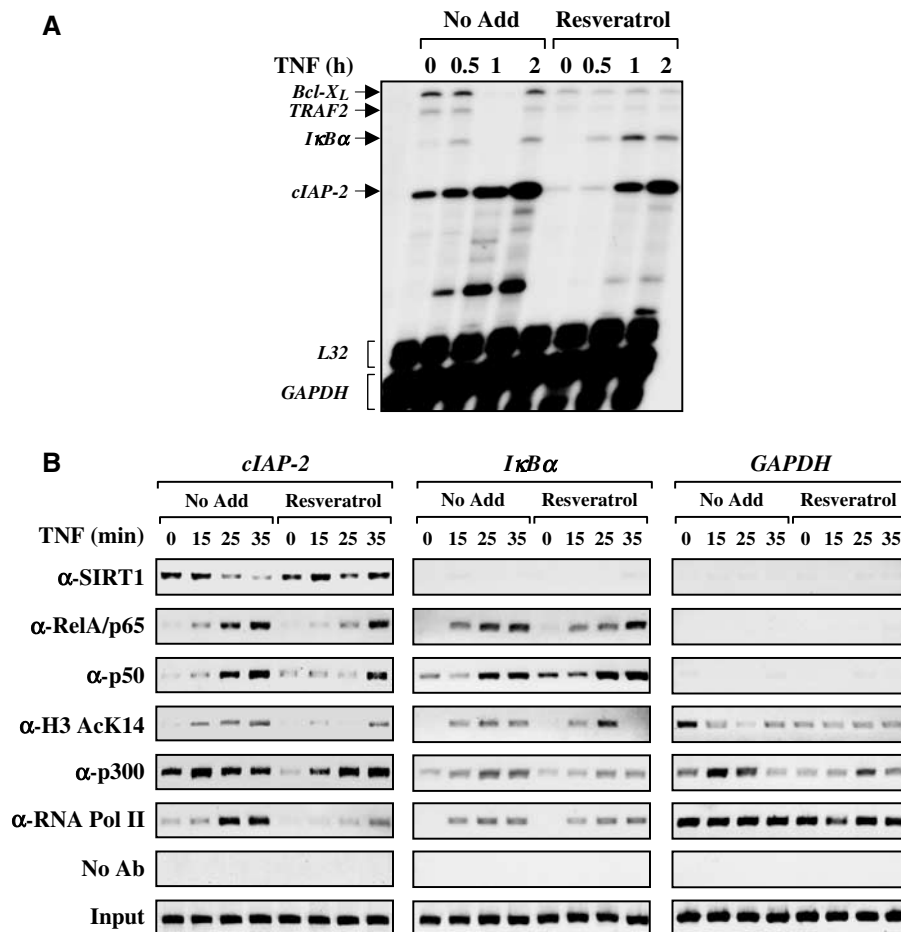 A
No Add Resveratrol
TNF (h) 0 0.5 1 2 0 0.5 1 2
Bcl-XL
TRAF2
IκBα
cIAP-2
L32
GAPDH
B
cIAP-2 IκBα GAPDH
No Add Resveratrol No Add Resveratrol No Add Resveratrol
TNF (min) 0 15 25 35 0 15 25 35 0 15 25 35 0 15 25 35 0 15 25 35 0 15 25 35
α-SIRT1
α-RelA/p65
α-p50
α-H3 AcK14
α-p300
α-RNA Pol II
No Ab
Input